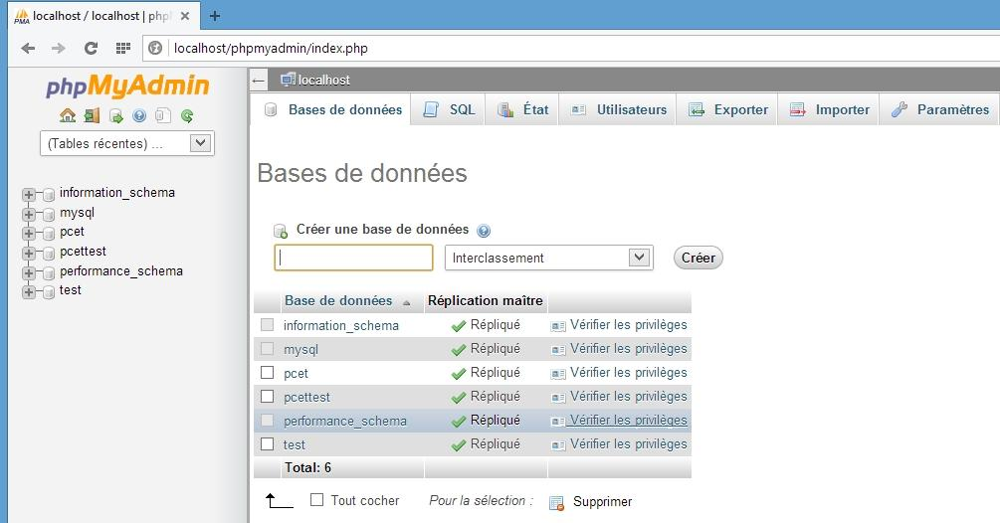 localhost / localhost | php
localhost/phpmyadmin/index.php
phpMyAdmin
(Tables récentes) ...
information_schema
mysql
pcet
pcettest
performance_schema
test
localhost
Bases de données SQL État Utilisateurs Exporter Importer Paramètres
Bases de données
Créer une base de données
Interclassement Créer
Base de données Réplication maître
information_schema Répliqué Vérifier les privilèges
mysql Répliqué Vérifier les privilèges
pcet Répliqué Vérifier les privilèges
pcettest Répliqué Vérifier les privilèges
performance_schema Répliqué Vérifier les privilèges
test Répliqué Vérifier les privilèges
Total: 6
Tout cocher Pour la sélection : Supprimer